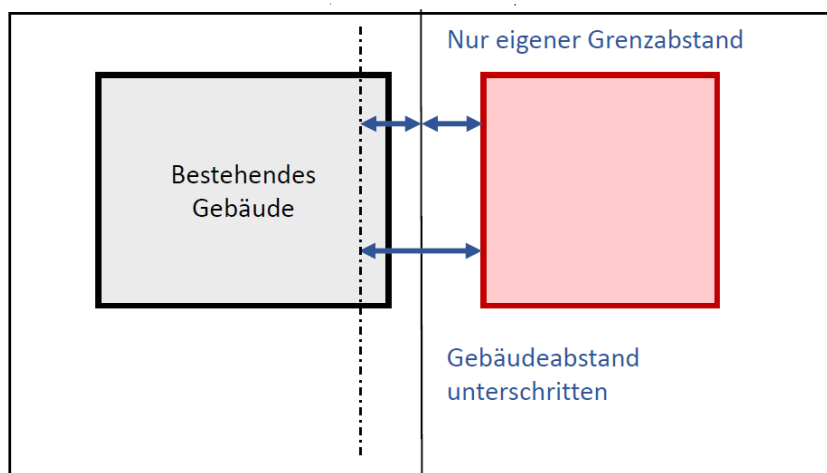 Nur eigener Grenzabstand
Bestehendes
Gebäude
Gebäudeabstand
unterschritten